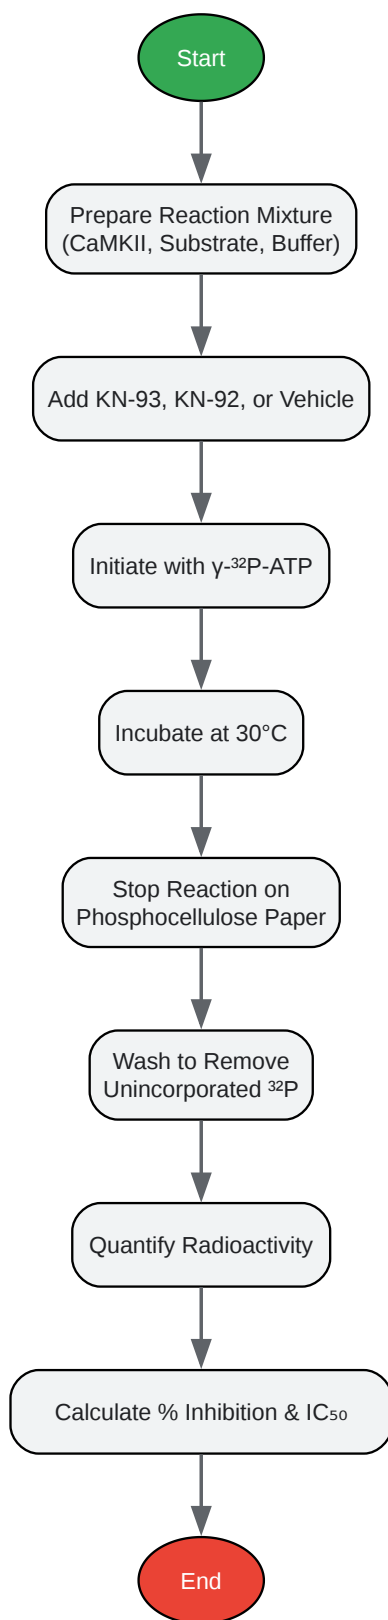 Start
Prepare Reaction Mixture
(CaMKII, Substrate, Buffer)
Add KN-93, KN-92, or Vehicle
Initiate with γ-³²P-ATP
Incubate at 30°C
Stop Reaction on
Phosphocellulose Paper
Wash to Remove
Unincorporated ³²P
Quantify Radioactivity
Calculate % Inhibition & IC₅₀
End